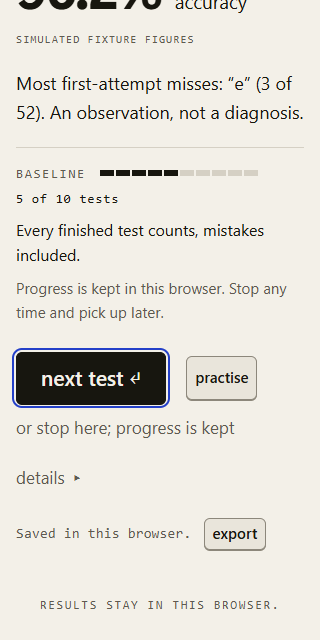 accuracy
SIMULATED FIXTURE FIGURES
Most first-attempt misses: “e” (3 of
52). An observation, not a diagnosis.
BASELINE
5 of 10 tests
Every finished test counts, mistakes
included.
Progress is kept in this browser. Stop any
time and pick up later.
next test ↵
practise
or stop here; progress is kept
details ▸
Saved in this browser.
export
RESULTS STAY IN THIS BROWSER.